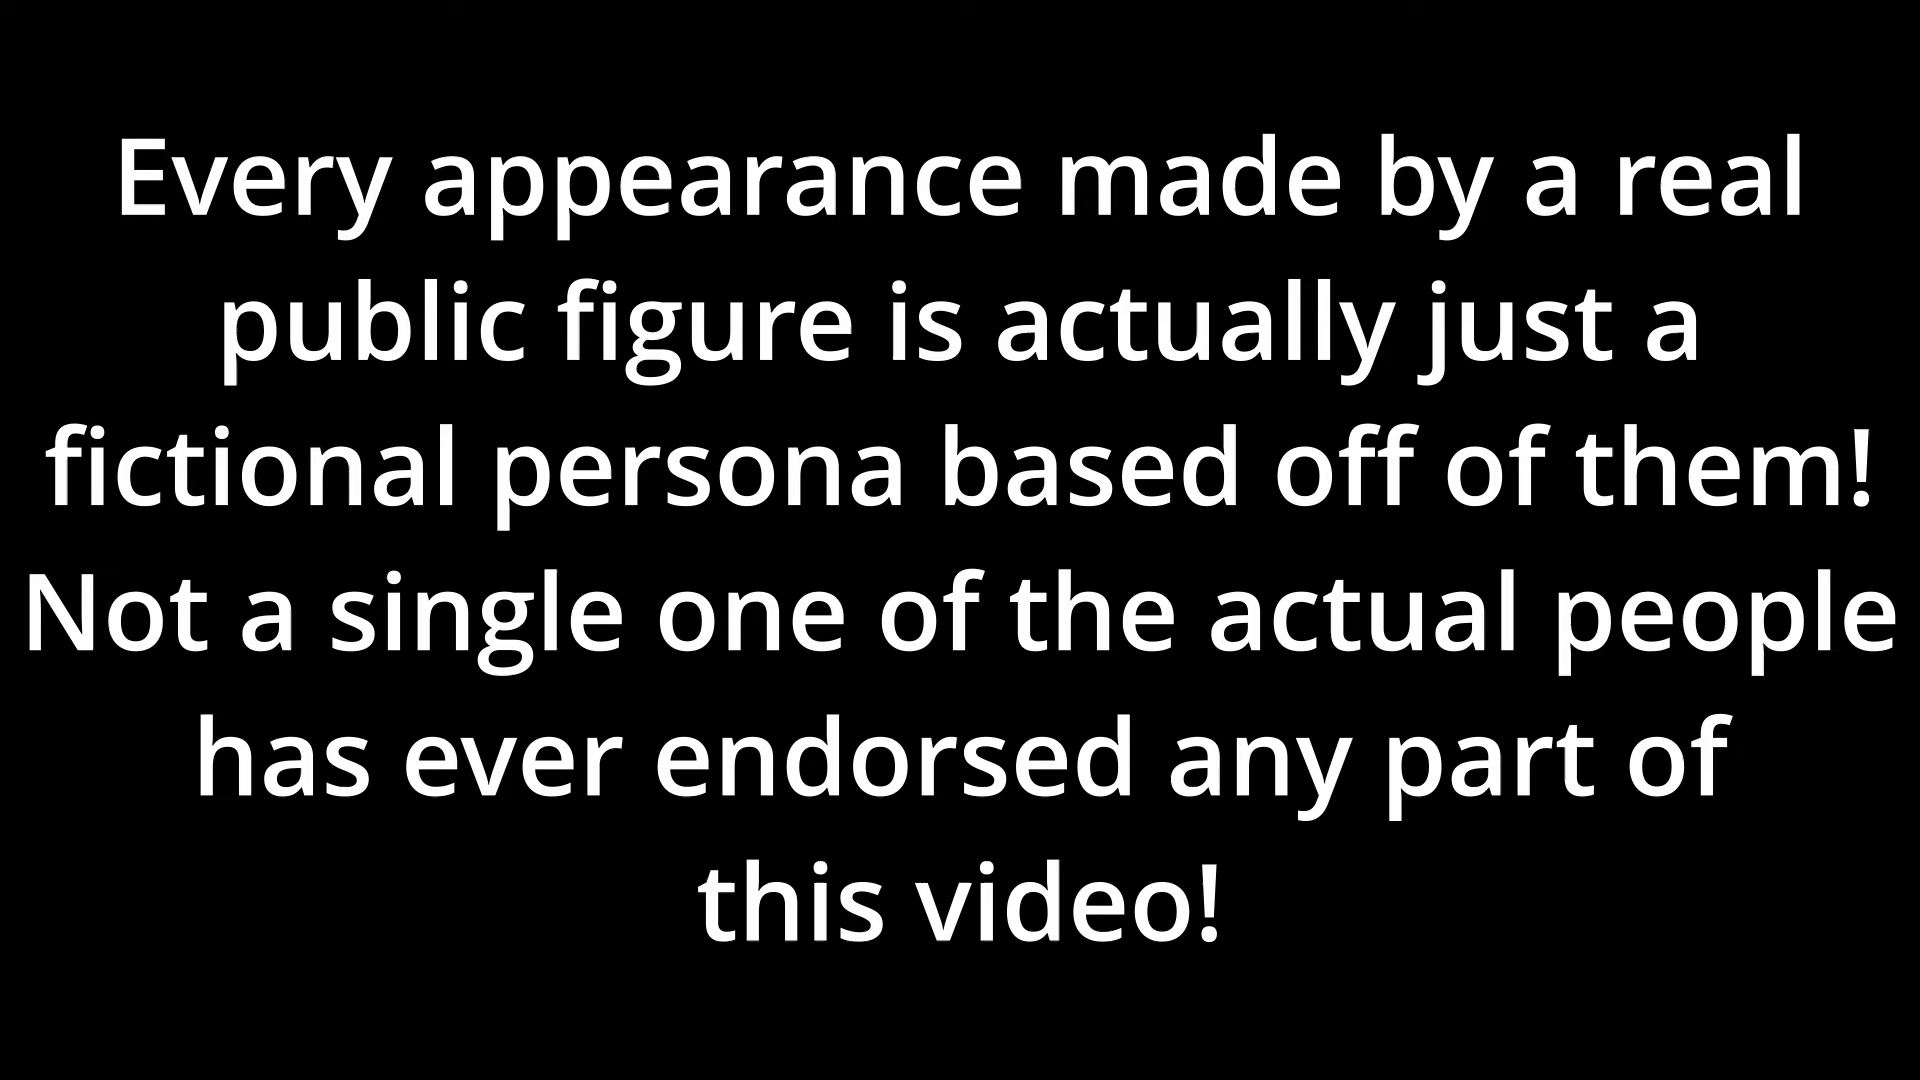 Every appearance made by a real
public figure is actually just a
fictional persona based off of them!
Not a single one of the actual people
has ever endorsed any part of
this video!